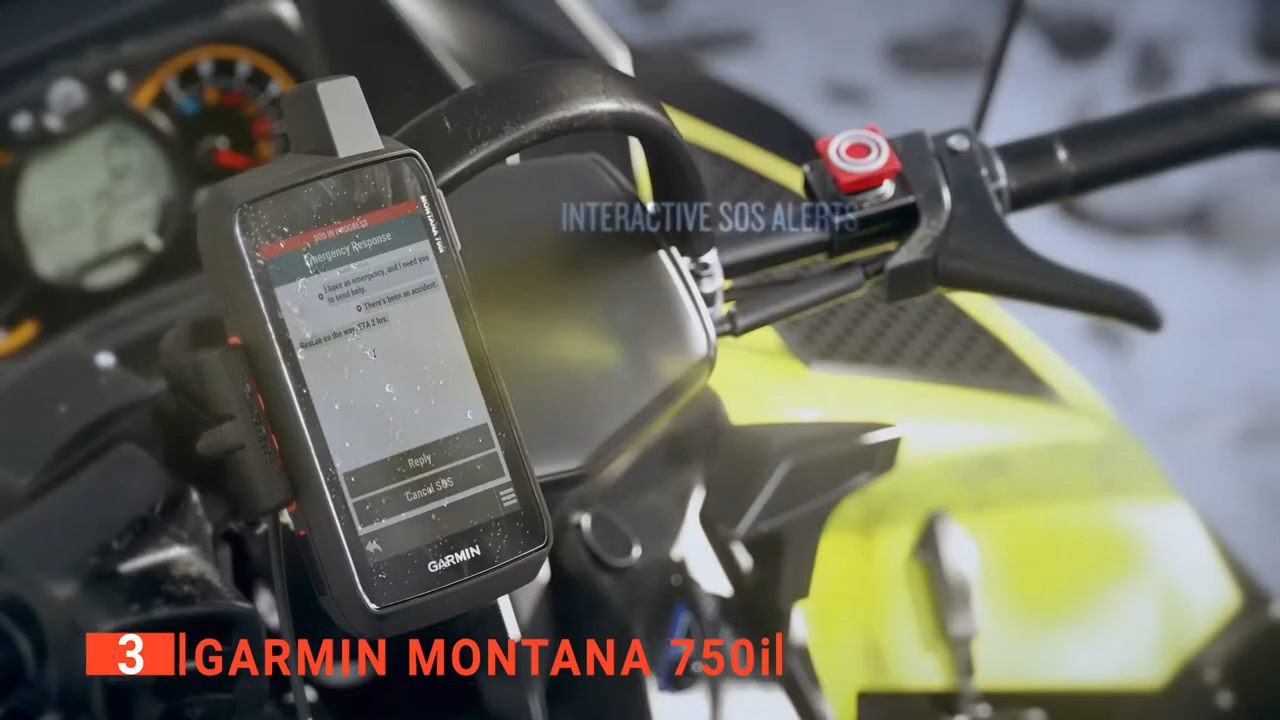 MONTANA 750i
SOS IN PROGRESS
Emergency Response
I have an emergency, and I need you
to send help.
There's been an accident.
Rescue on the way, ETA 2 hrs.
INTERACTIVE SOS ALERTS
Reply
Cancel SOS
GARMIN
3 GARMIN MONTANA 750i